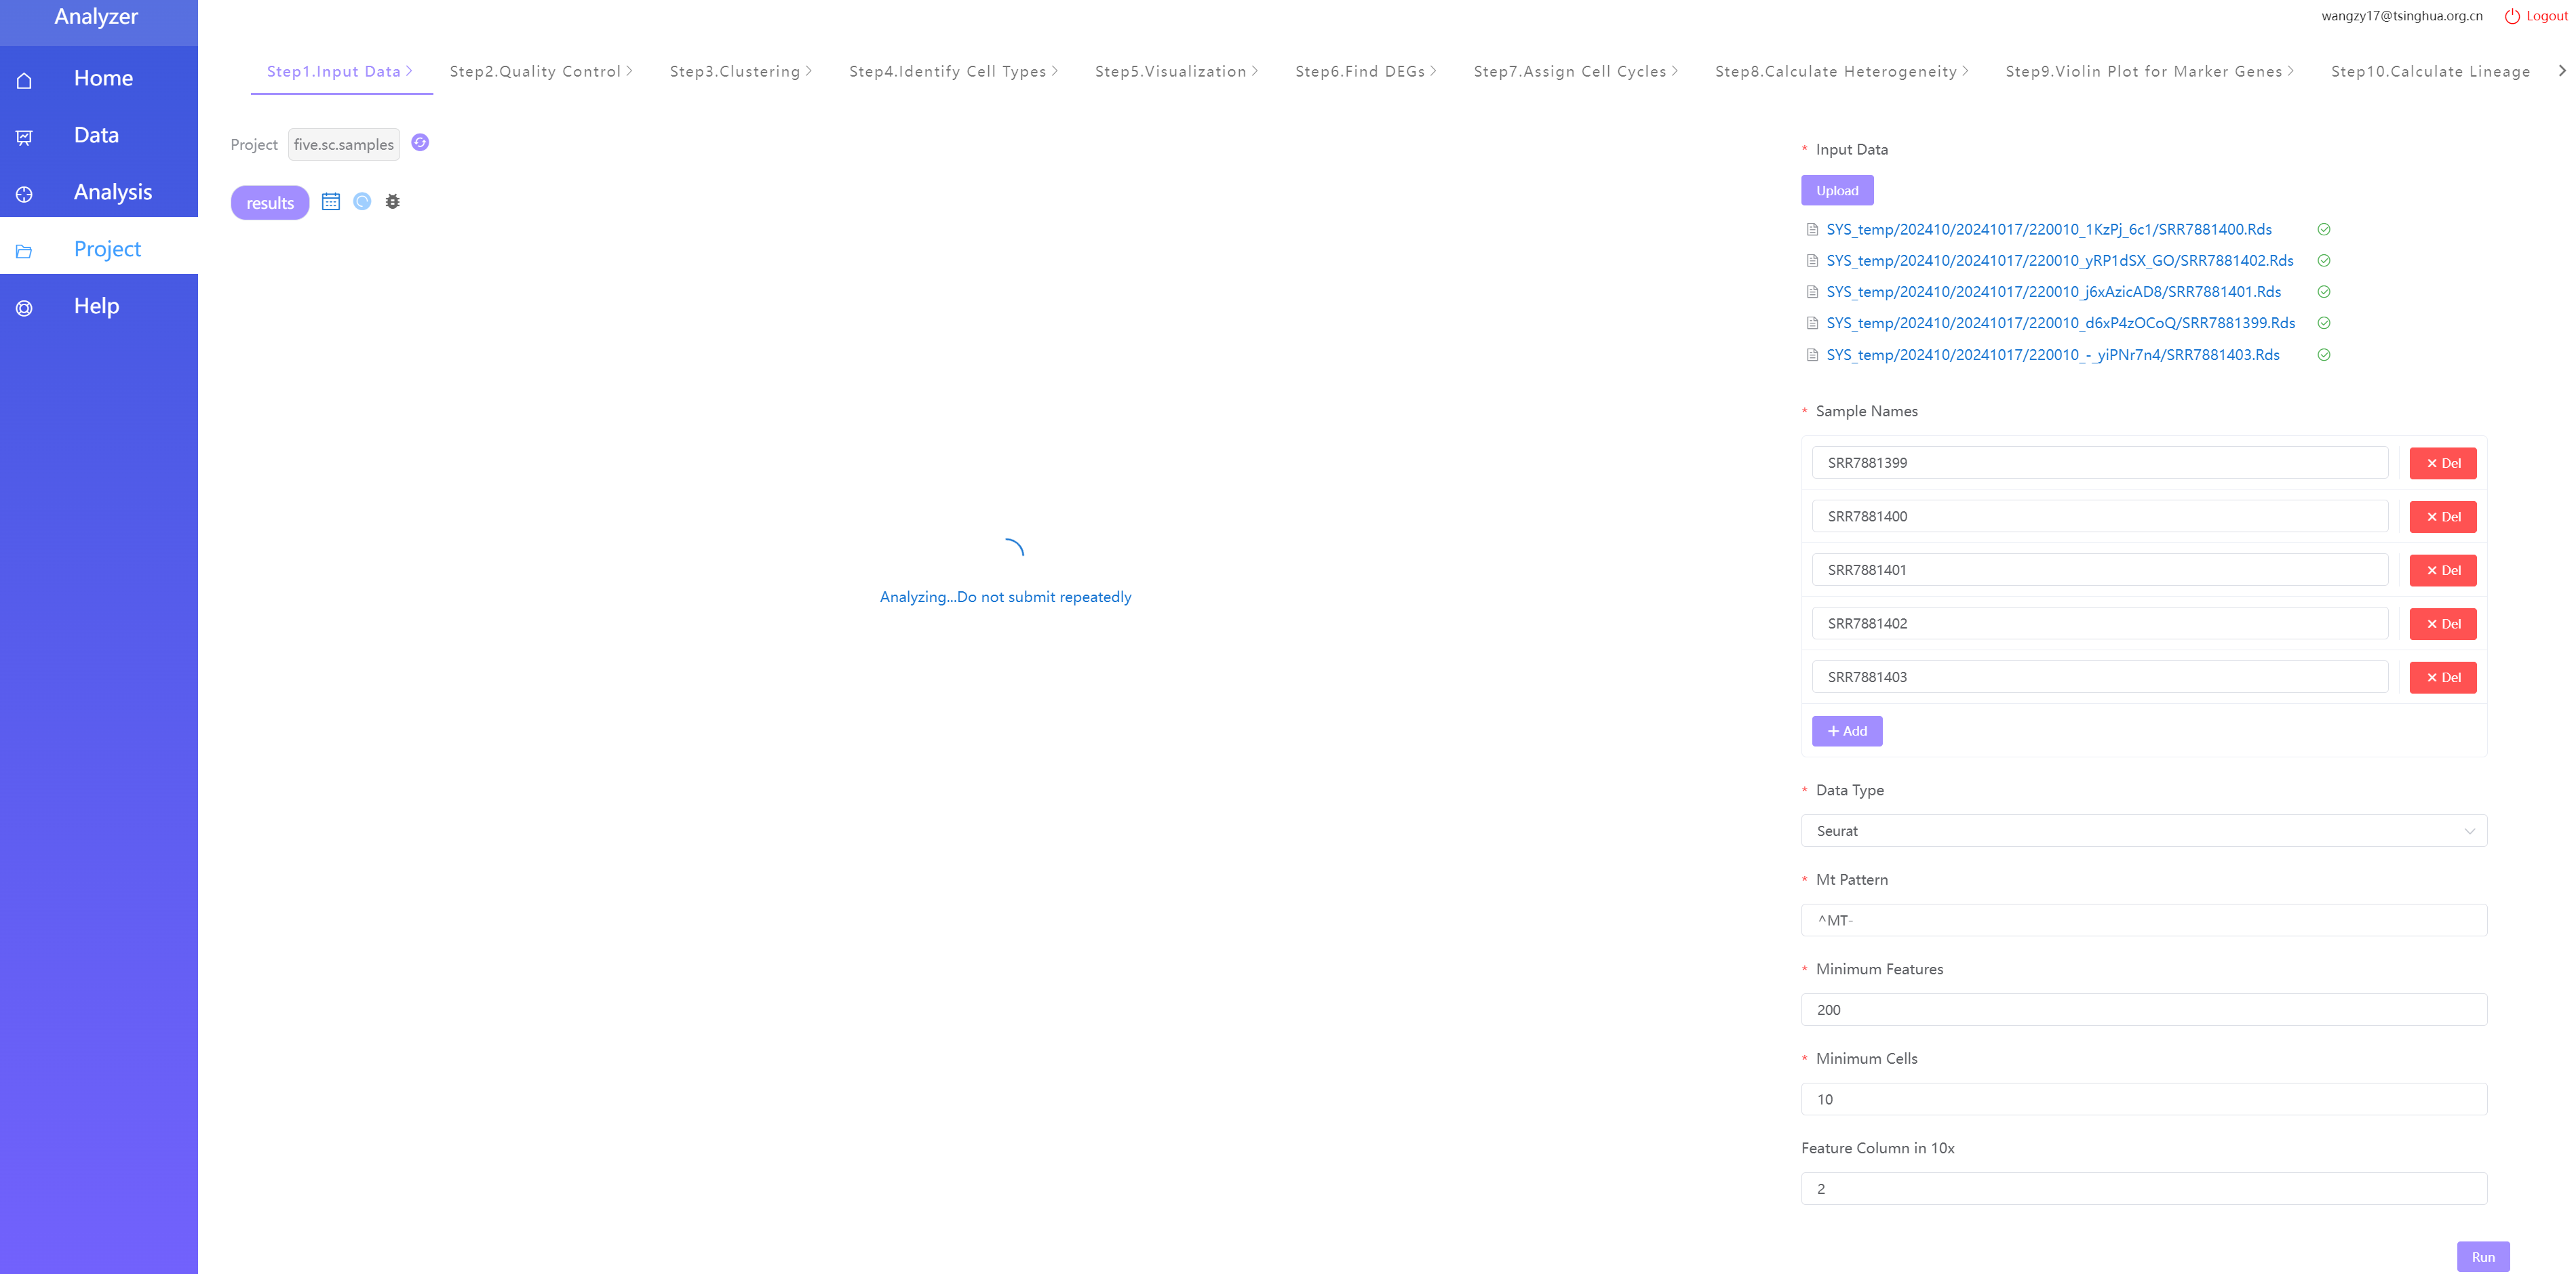 Analyzer
wangzy17@tsinghua.org.cn Logout
Home
Data
Analysis
Project
Help
Step1.Input Data Step2.Quality Control Step3.Clustering Step4.Identify Cell Types Step5.Visualization Step6.Find DEGs Step7.Assign Cell Cycles Step8.Calculate Heterogeneity Step9.Violin Plot for Marker Genes Step10.Calculate Lineage
Project five.sc.samples
results
Analyzing...Do not submit repeatedly
* Input Data
Upload
SYS_temp/202410/20241017/220010_1KzPj_6c1/SRR7881400.Rds
SYS_temp/202410/20241017/220010_yRP1dSX_GO/SRR7881402.Rds
SYS_temp/202410/20241017/220010_j6xAzicAD8/SRR7881401.Rds
SYS_temp/202410/20241017/220010_d6xP4zOCoQ/SRR7881399.Rds
SYS_temp/202410/20241017/220010_-_yiPNr7n4/SRR7881403.Rds
* Sample Names
SRR7881399 × Del
SRR7881400 × Del
SRR7881401 × Del
SRR7881402 × Del
SRR7881403 × Del
+ Add
* Data Type
Seurat
* Mt Pattern
^MT-
* Minimum Features
200
* Minimum Cells
10
Feature Column in 10x
2
Run